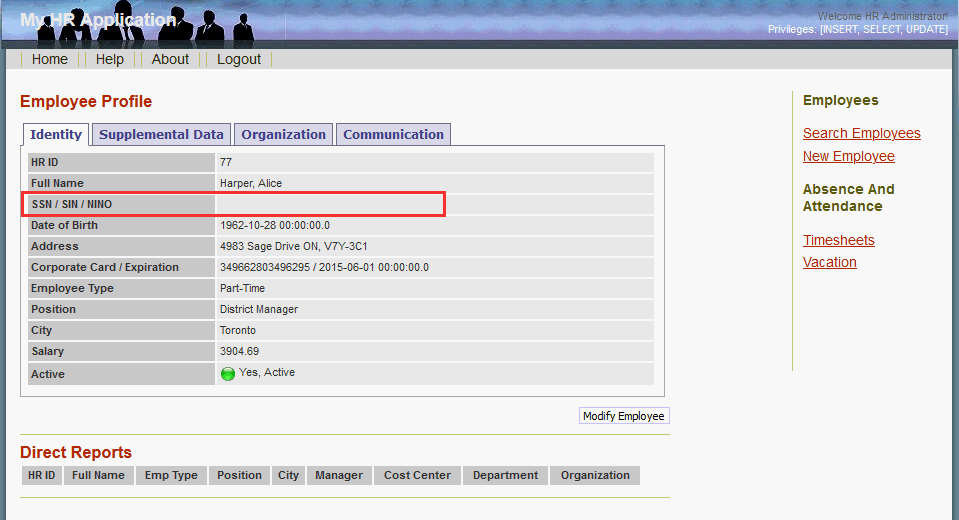 My HR Application
Welcome HR Administrator!
Privileges: [INSERT, SELECT, UPDATE]
Home Help About Logout
Employee Profile
Identity Supplemental Data Organization Communication
HR ID 77
Full Name Harper, Alice
SSN / SIN / NINO
Date of Birth 1962-10-28 00:00:00.0
Address 4983 Sage Drive ON, V7Y-3C1
Corporate Card / Expiration 349662803496295 / 2015-06-01 00:00:00.0
Employee Type Part-Time
Position District Manager
City Toronto
Salary 3904.69
Active Yes, Active
Modify Employee
Direct Reports
HR ID Full Name Emp Type Position City Manager Cost Center Department Organization
Employees
Search Employees
New Employee
Absence And
Attendance
Timesheets
Vacation